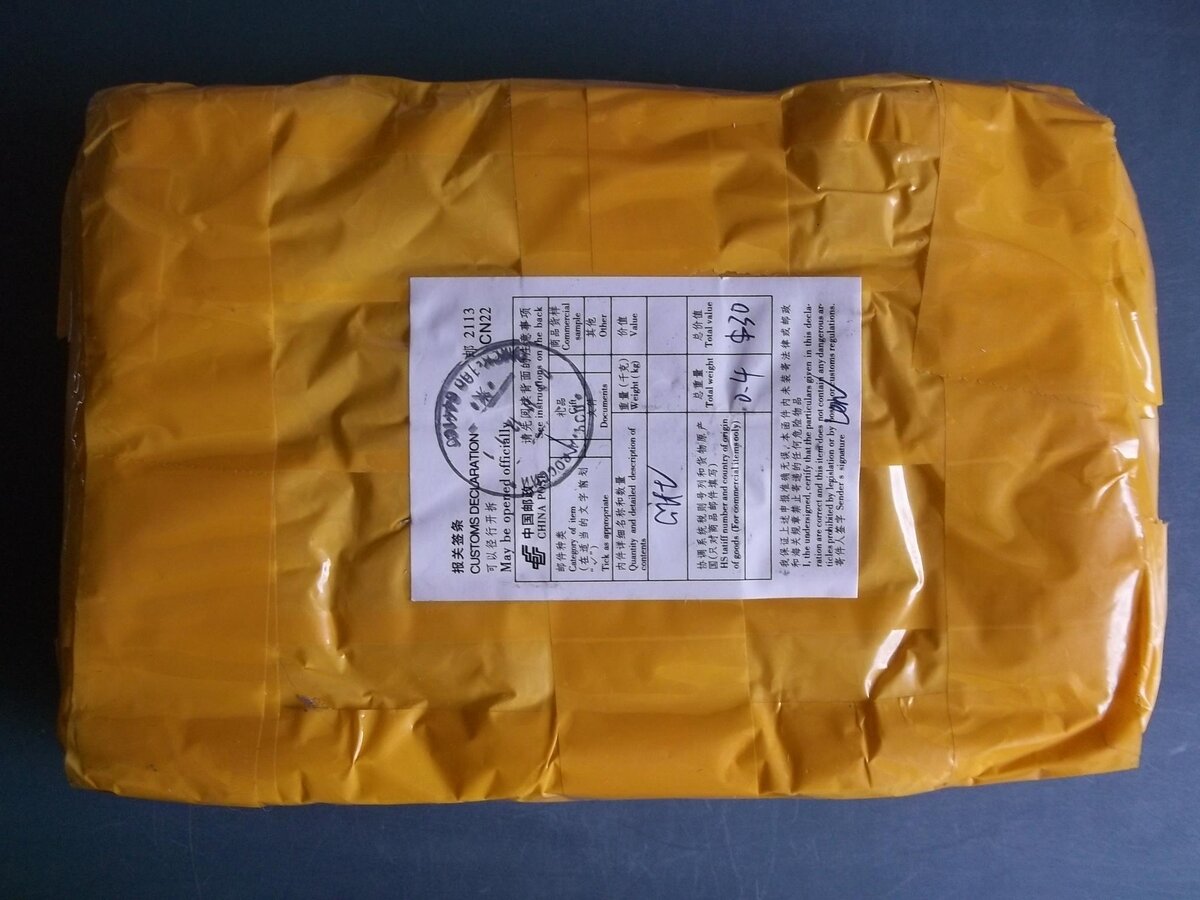 报关签条
邮 2113
CUSTOMS DECLARATION
CN22
可以径行开拆
May be opened officially
中国邮政
CHINA POST
请先阅读背面的注意事项
See instructions on the back
邮件种类
Category of item
(在适当的文字前划
“✓”)
Tick as appropriate
礼品
Gift
商品货样
Commercial
sample
文件
Documents
其他
Other
内件详细名称和数量
Quantity and detailed description of
contents
重量(千克)
Weight (kg)
价值
Value
Gift
协调系统税则号列和货物原产
国(只对商品邮件填写)
HS tatiff number and country of origin
of goods (For commercial items only)
总重量
Total weight
总价值
Total value
0.4
$30
我保证上述申报准确无误,本函件内未装寄法律或邮政
和海关规章禁止寄递的任何危险物品
I, the undersigned, certify that the particulars given in this decla-
ration are correct and this item does not contain any dangerous ar-
ticles prohibited by legislation or by postal or customs regulations.
寄件人签字 Sender's signature